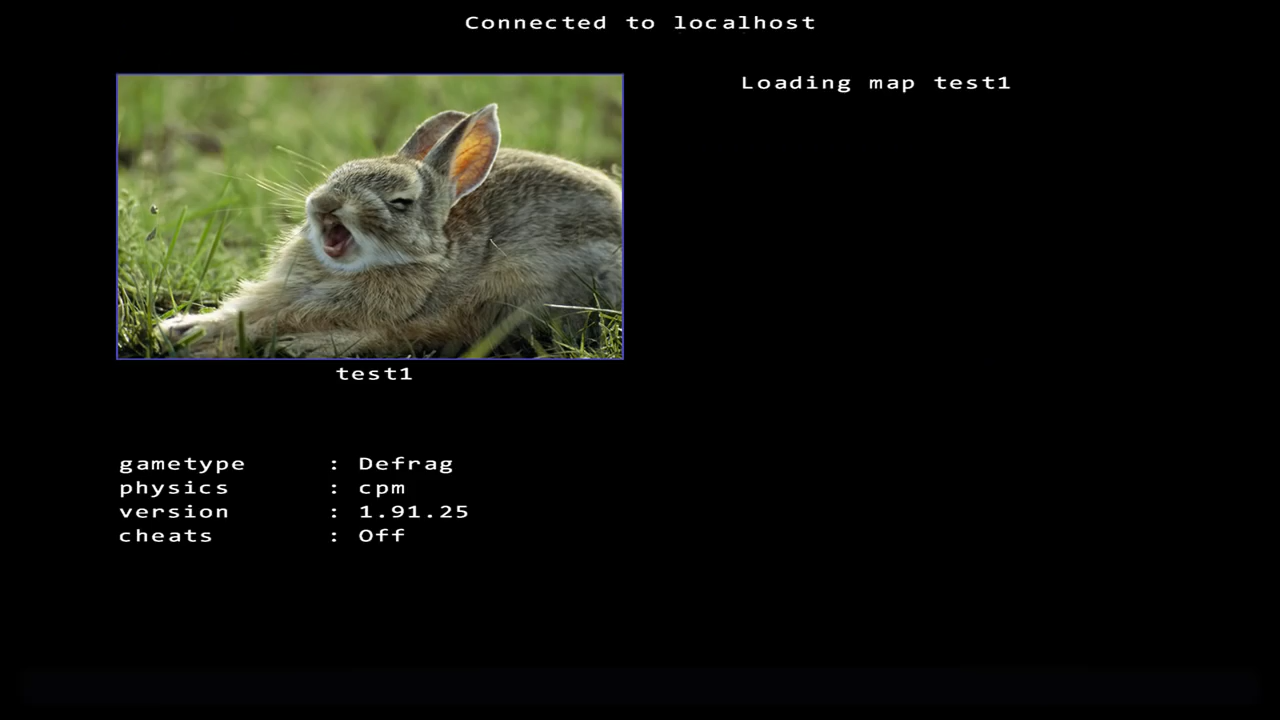 Connected to localhost
Loading map test1
test1
gametype : Defrag
physics : cpm
version : 1.91.25
cheats : Off